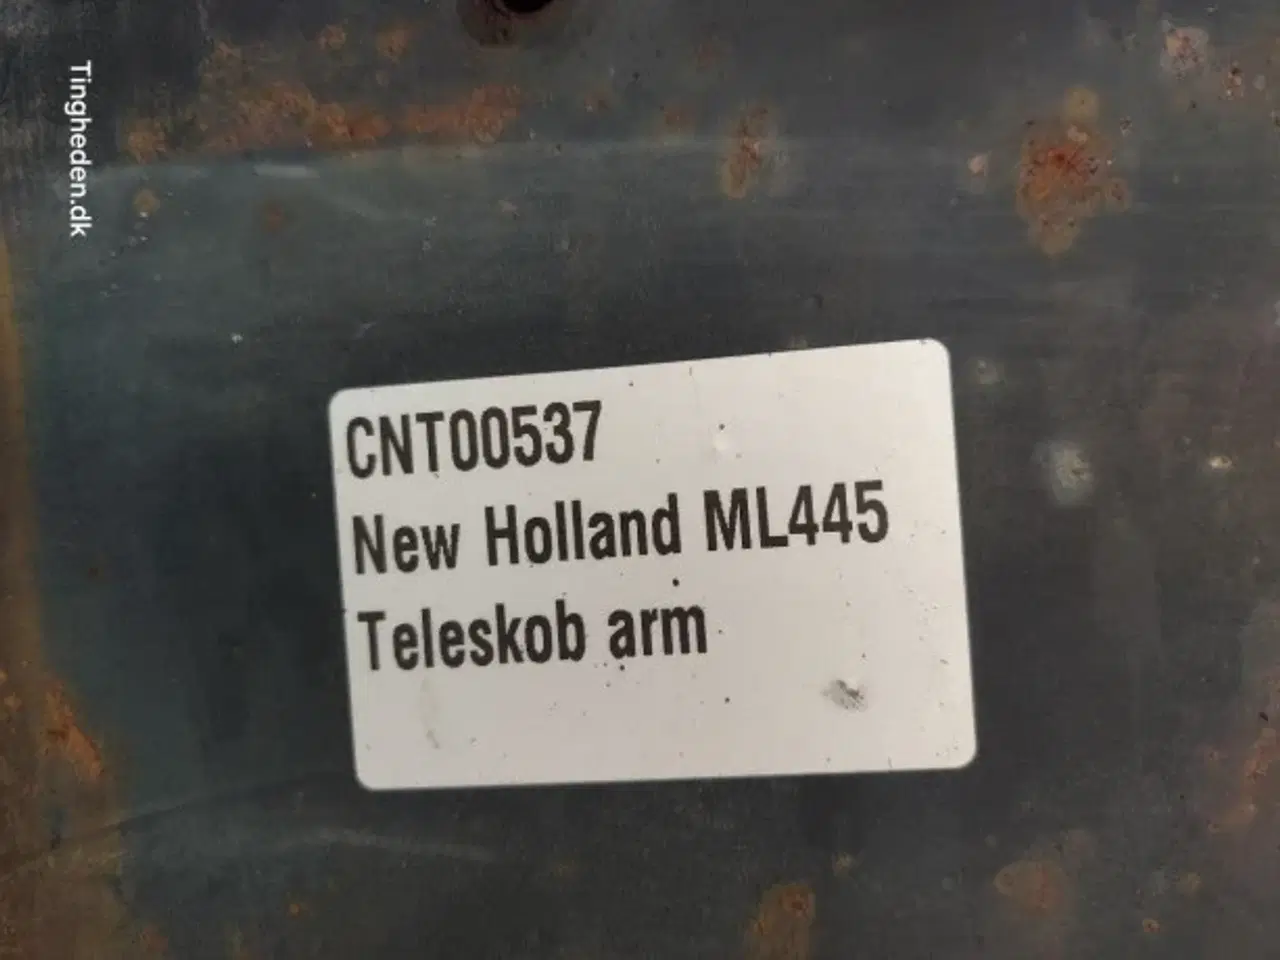 Tingheden.dk
CNT00537
New Holland ML445
Teleskob arm